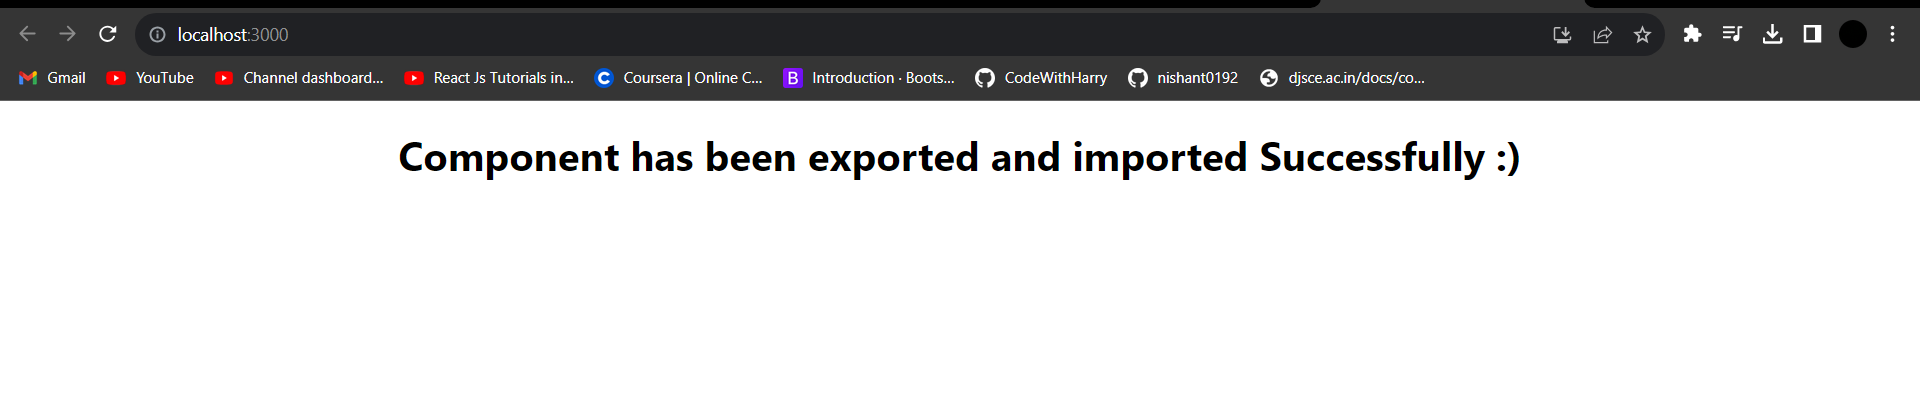 localhost:3000
Gmail YouTube Channel dashboard... React Js Tutorials in... Coursera | Online C... Introduction · Boots... CodeWithHarry nishant0192 djsce.ac.in/docs/co...
Component has been exported and imported Successfully :)